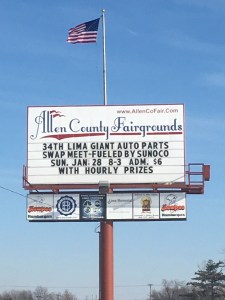 www.AllenCoFair.com
Allen County Fairgrounds
34TH LIMA GIANT AUTO PARTS
SWAP MEET-FUELED BY SUNOCO
SUN, JAN: 28 8-3 ADM, $6
WITH HOURLY PRIZES